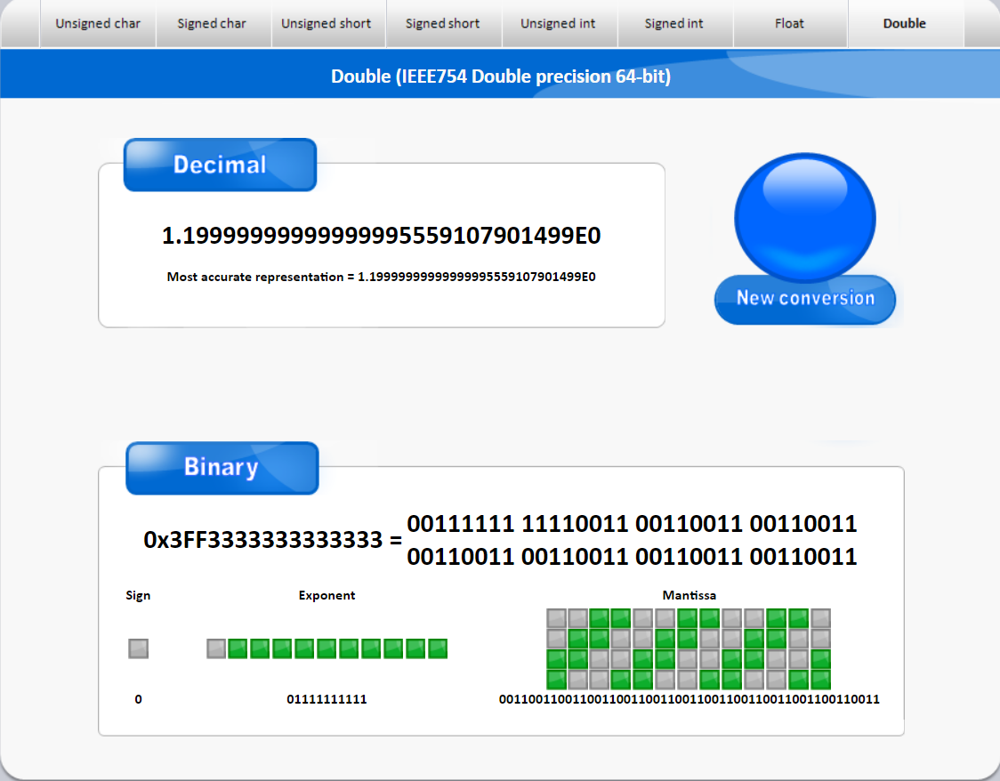 Unsigned char Signed char Unsigned short Signed short Unsigned int Signed int Float Double
Double (IEEE754 Double precision 64-bit)
Decimal
1.1999999999999999555910790149​9E0
Most accurate representation = 1.19999999999999995559107901499E0
New conversion
Binary
0x3FF3333333333333 =
00111111 11110011 00110011 00110011
00110011 00110011 00110011 00110011
Sign Exponent Mantissa
0 01111111111 0011001100110011001100110011001100110011001100110011